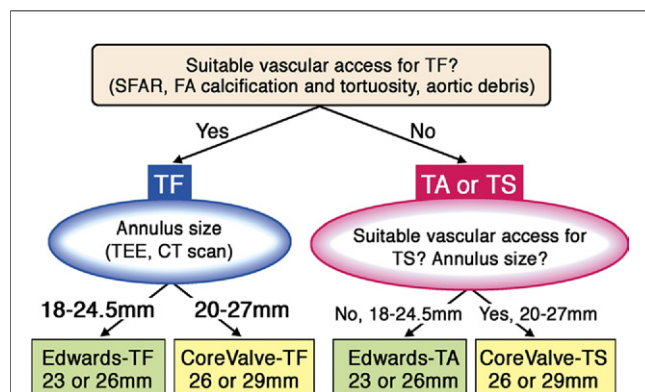 Suitable vascular access for TF?
(SFAR, FA calcification and tortuosity, aortic debris)
Yes
No
TF
TA or TS
Annulus size
(TEE, CT scan)
Suitable vascular access for
TS? Annulus size?
18-24.5mm
20-27mm
No, 18-24.5mm
Yes, 20-27mm
Edwards-TF
23 or 26mm
CoreValve-TF
26 or 29mm
Edwards-TA
23 or 26mm
CoreValve-TS
26 or 29mm